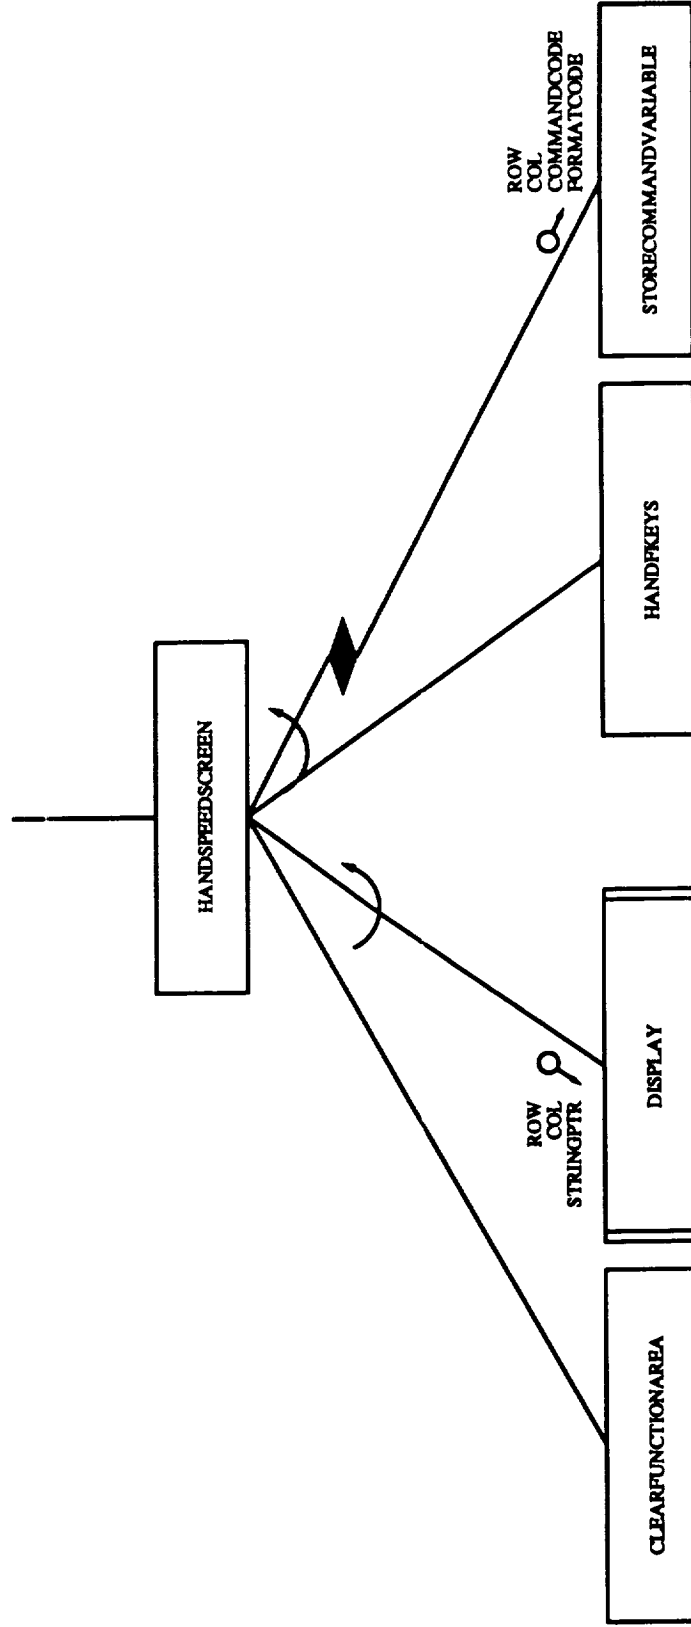 HANDSPEEDSCREEN
ROW
COL
STRINGPTR
ROW
COL
COMMANDCODE
FORMATCODE
CLEARFUNCTIONAREA
DISPLAY
HANDFKEYS
STORECOMMANDVARIABLE